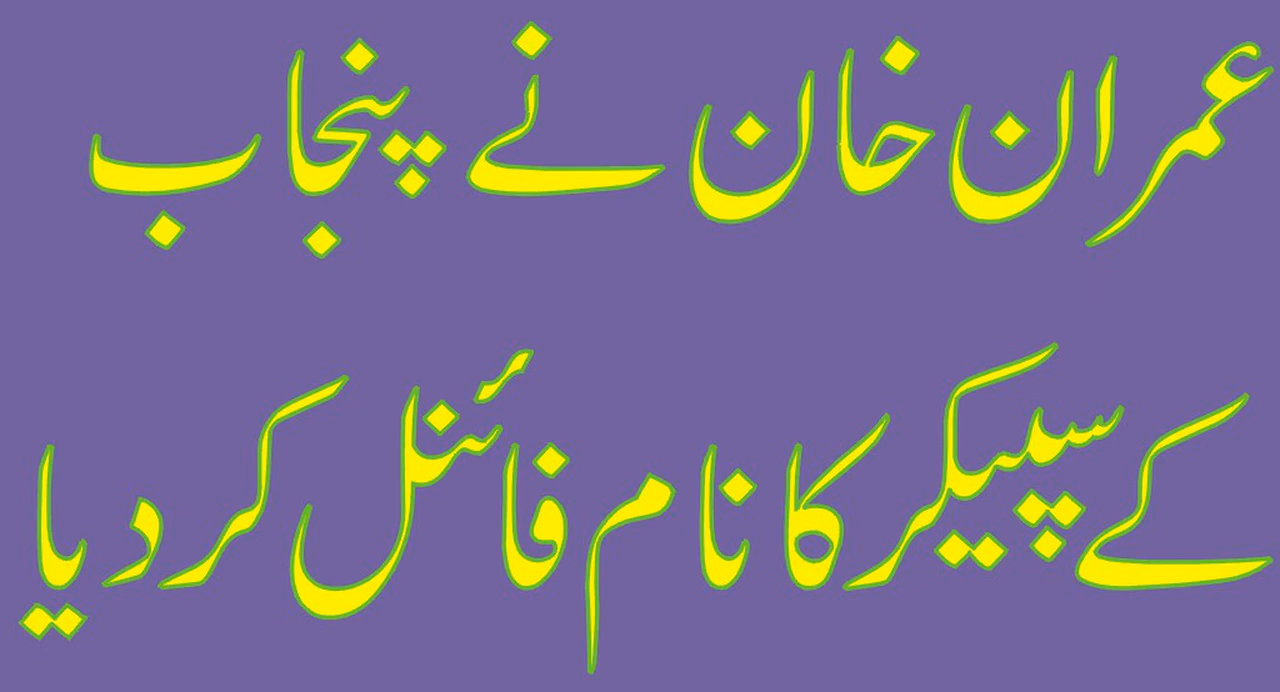 عمران خان نے پنجاب
کے سپیکر کا نام فائنل کر دیا